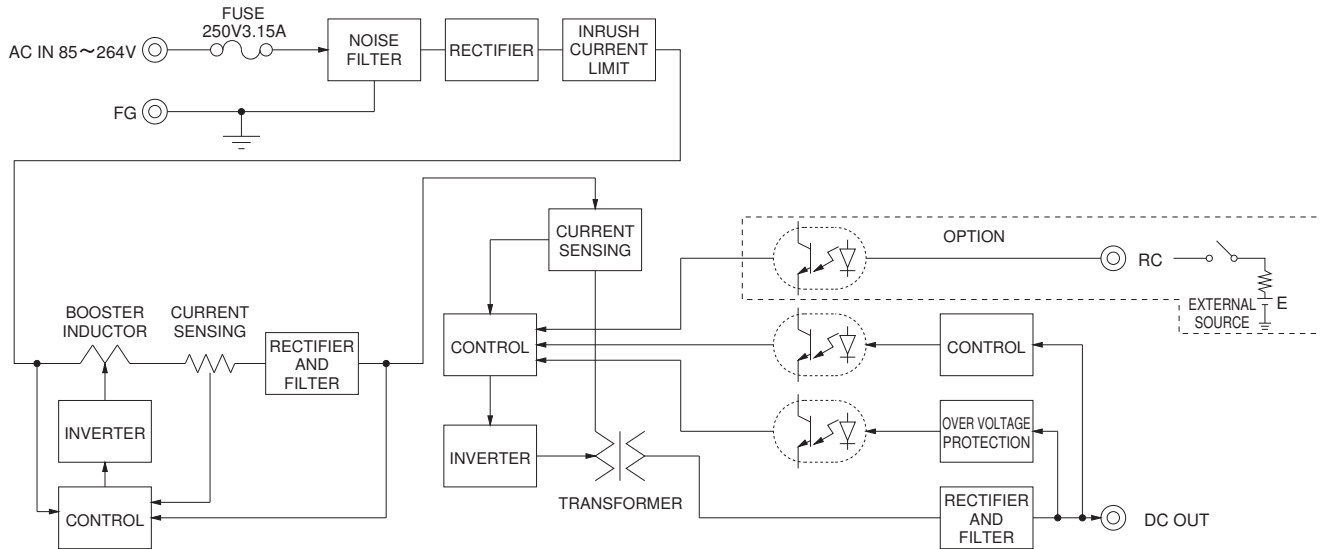 FUSE
250V3.15A
AC IN 85～264V
NOISE
FILTER
RECTIFIER
INRUSH
CURRENT
LIMIT
FG
CURRENT
SENSING
OPTION
RC
EXTERNAL
SOURCE
E
BOOSTER
INDUCTOR
CURRENT
SENSING
RECTIFIER
AND
FILTER
CONTROL
CONTROL
INVERTER
INVERTER
OVER VOLTAGE
PROTECTION
TRANSFORMER
CONTROL
RECTIFIER
AND
FILTER
DC OUT